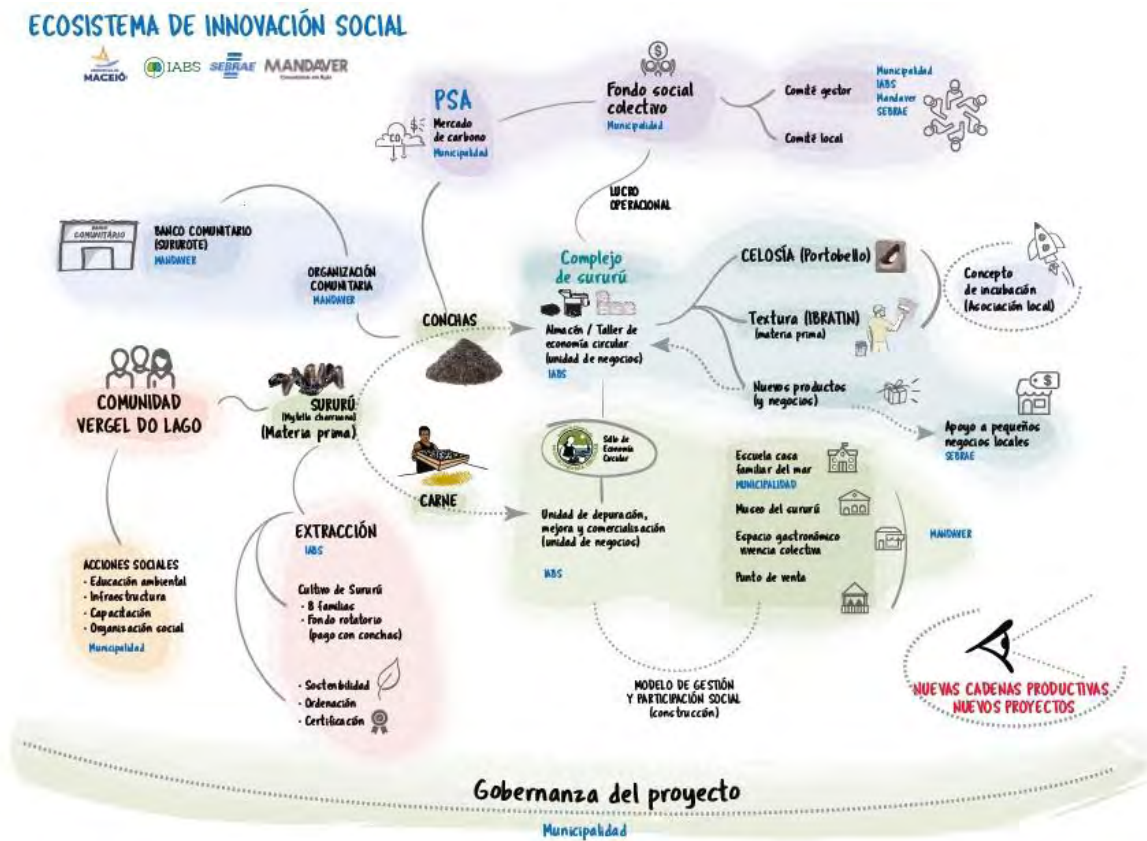 ECOSISTEMA DE INNOVACIÓN SOCIAL
MACEIÓ
IABS
SEBRAE
MANDAVER
PSA
Mercado
de carbono
Municipalidad
CO₂
Fondo social
colectivo
Municipalidad
Comité gestor
Municipalidad
IABS
Mandaver
SEBRAE
Comité local
LUCRO
OPERACIONAL
BANCO
COMUNITÁRIO
BANCO COMUNITARIO
(SURUROTE)
MANDAVER
ORGANIZACIÓN
COMUNITARIA
MANDAVER
CONCHAS
Complejo
de sururú
Almacén / Taller de
economía circular
(unidad de negocios)
IABS
CELOSÍA (Portobello)
Textura (IBRATIN)
(materia prima)
Nuevos productos
(y negocios)
Concepto
de incubación
(Asociación local)
Apoyo a pequeños
negocios locales
SEBRAE
COMUNIDAD
VERGEL DO LAGO
SURURÚ
(Mytella charruana)
(Materia prima)
CARNE
Sello de
Economía
Circular
Unidad de depuración,
mejora y comercialización
(unidad de negocios)
IABS
Escuela casa
familiar del mar
MUNICIPALIDAD
Museo del sururú
Espacio gastronómico
vivencia colectiva
Punto de venta
MANDAVER
ACCIONES SOCIALES
· Educación ambiental
· Infraestructura
· Capacitación
· Organización social
Municipalidad
EXTRACCIÓN
IABS
Cultivo de Sururú
· 8 familias
· Fondo rotatorio
(pago con conchas)
· Sostenibilidad
· Ordenación
· Certificación
MODELO DE GESTIÓN
Y PARTICIPACIÓN SOCIAL
(construcción)
NUEVAS CADENAS PRODUCTIVAS
NUEVOS PROYECTOS
Gobernanza del proyecto
Municipalidad